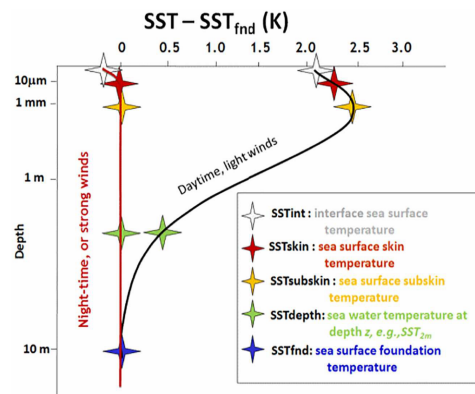 SST – SSTfnd (K)
0 0.5 1.0 1.5 2.0 2.5 3.0
10µm
1 mm
1 m
10 m
Depth
Night-time, or strong winds
Daytime, light winds
SSTint : interface sea surface
temperature
SSTskin : sea surface skin
temperature
SSTsubskin : sea surface subskin
temperature
SSTdepth: sea water temperature at
depth z, e.g., SST2m
SSTfnd: sea surface foundation
temperature